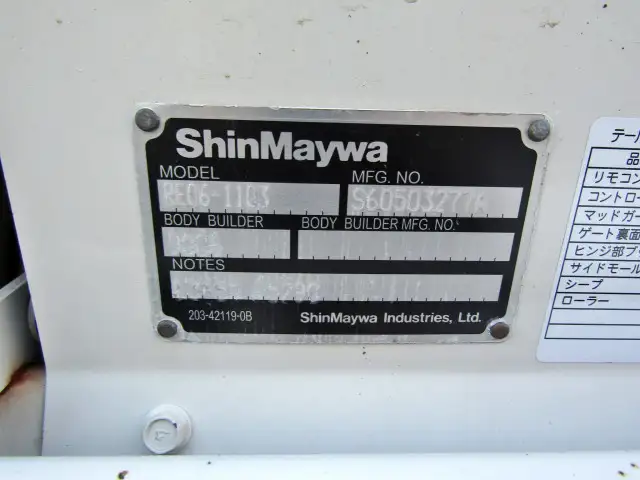 ShinMaywa
MODEL
MFG. NO.
BODY BUILDER
BODY BUILDER MFG. NO.
NOTES
203-42119-0B
ShinMaywa Industries, Ltd.
テール
品
リモコン
コントロー
マッドガー
ゲート裏面
ヒンジ部ブ
サイドモール
シープ
ローラー